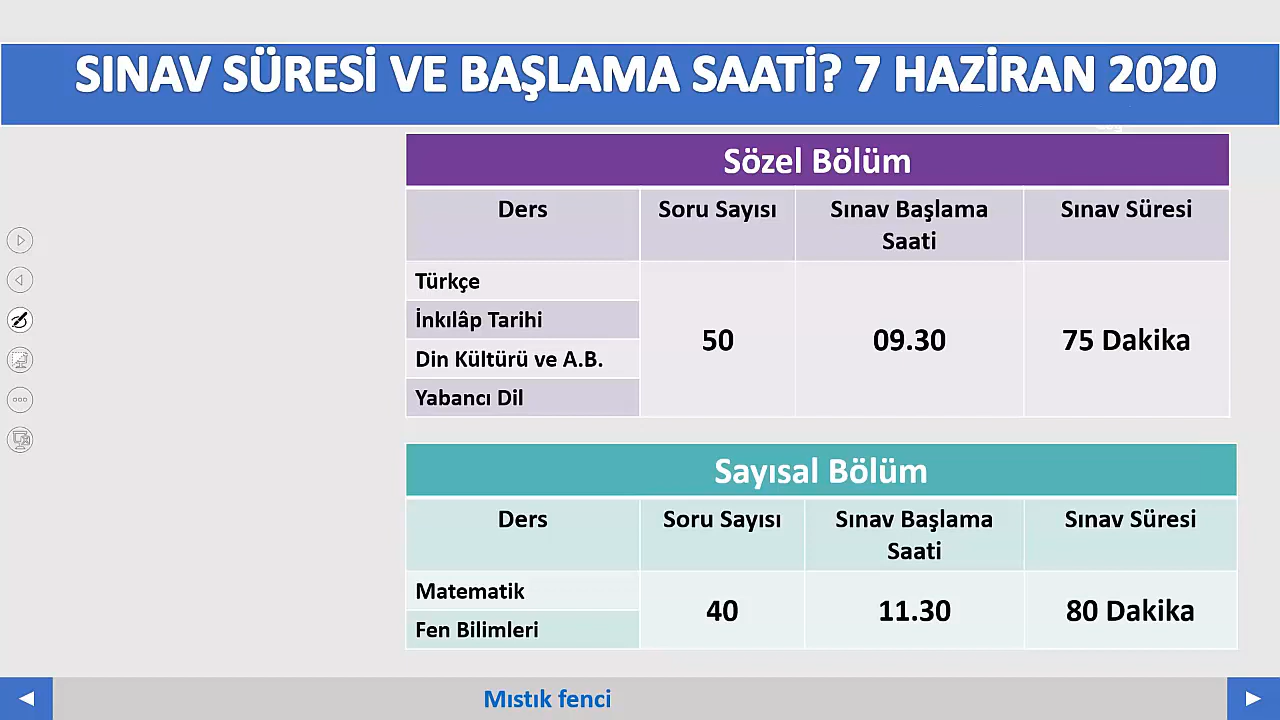 SINAV SÜRESİ VE BAŞLAMA SAATİ? 7 HAZİRAN 2020
Sözel Bölüm
Ders
Soru Sayısı
Sınav Başlama
Saati
Sınav Süresi
Türkçe
İnkılâp Tarihi
Din Kültürü ve A.B.
Yabancı Dil
50
09.30
75 Dakika
Sayısal Bölüm
Ders
Soru Sayısı
Sınav Başlama
Saati
Sınav Süresi
Matematik
Fen Bilimleri
40
11.30
80 Dakika
Mıstık fenci